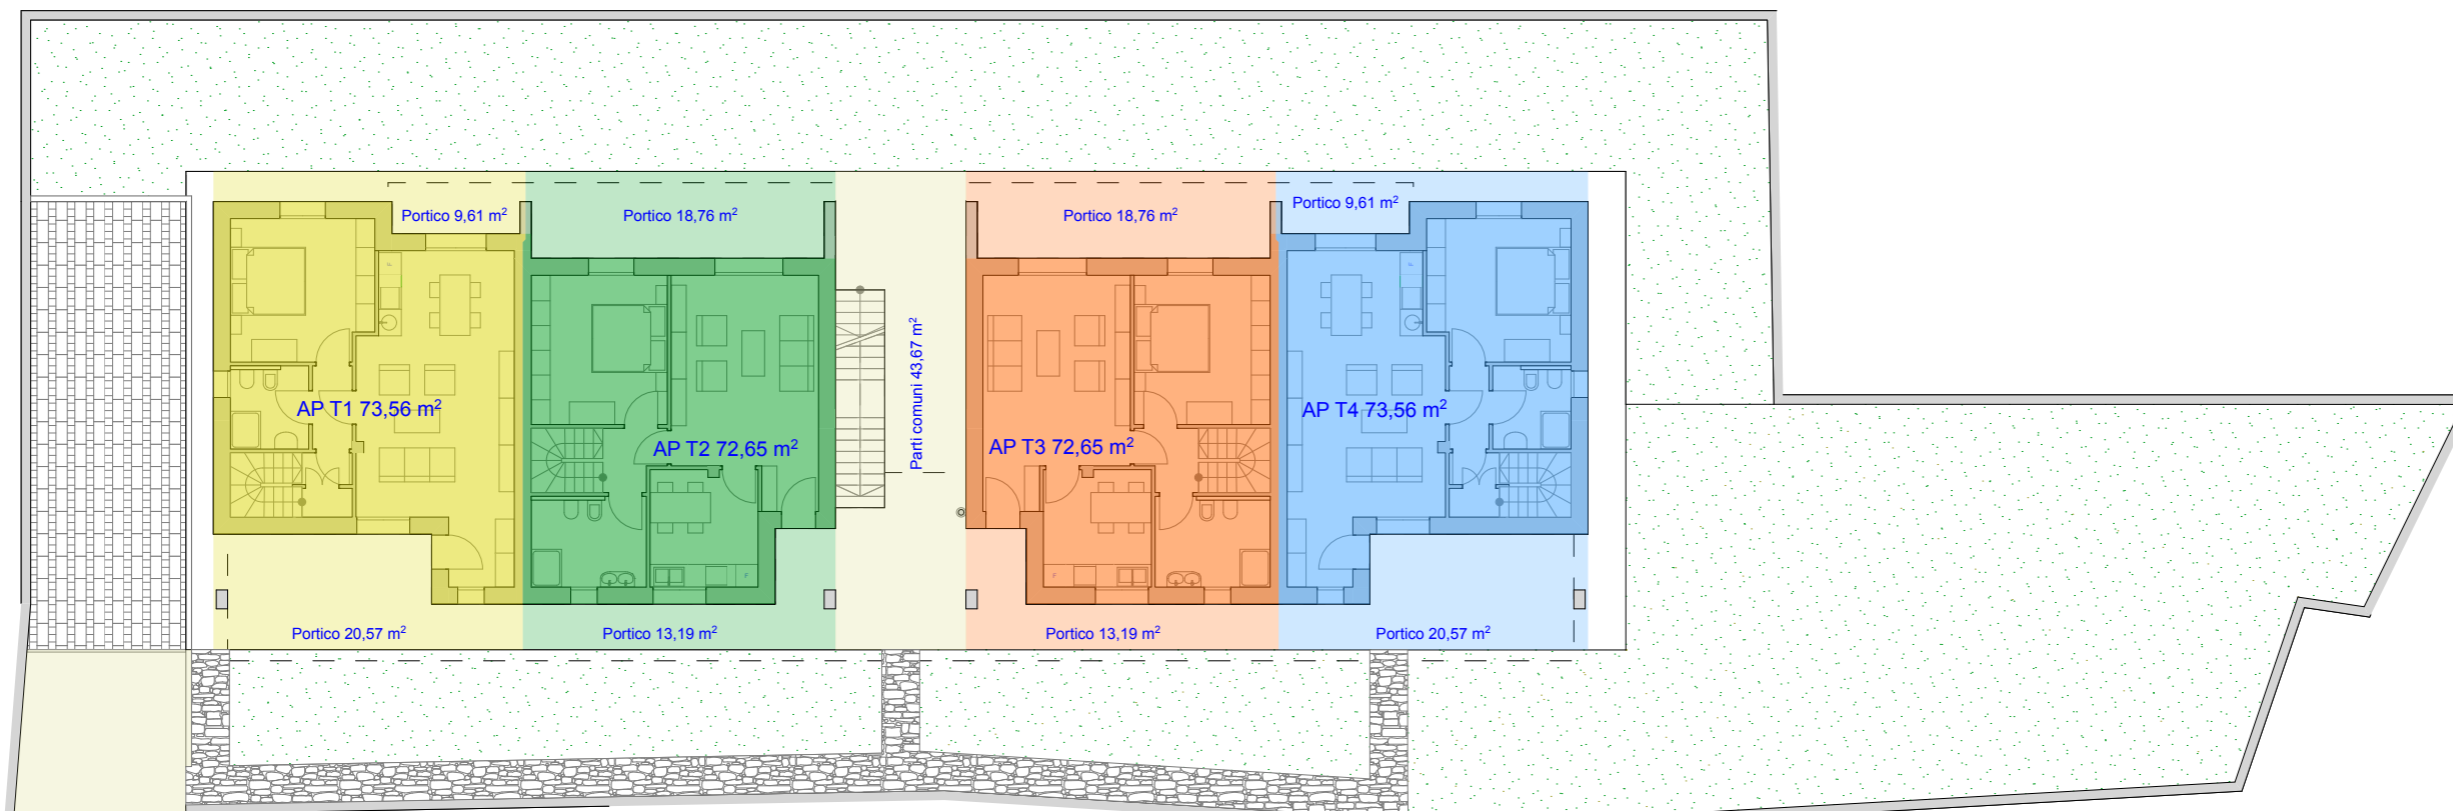 Portico 9,61 m²
Portico 18,76 m²
Portico 18,76 m²
Portico 9,61 m²
AP T1 73,56 m²
AP T2 72,65 m²
Parti comuni 43,67 m²
AP T3 72,65 m²
AP T4 73,56 m²
Portico 20,57 m²
Portico 13,19 m²
Portico 13,19 m²
Portico 20,57 m²
F
F
F
F